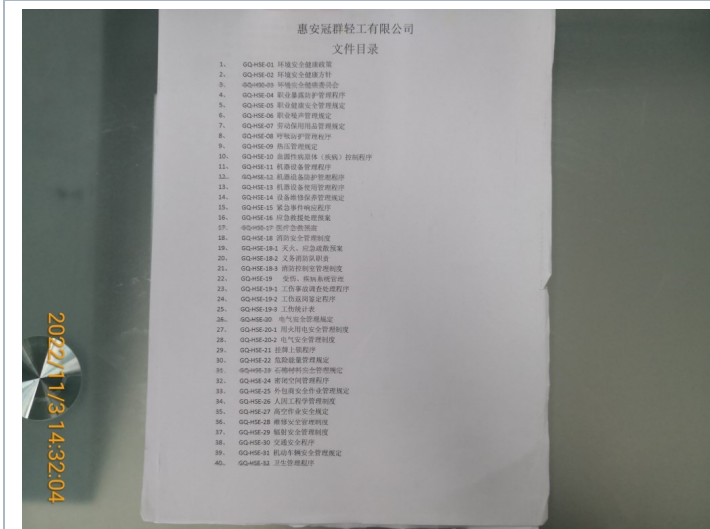 惠安冠群轻工有限公司
文件目录
1、 GQ-HSE-01 环境安全健康政策
2、 GQ-HSE-02 环境安全健康方针
3、 GQ-HSE-03 环境安全健康委员会
4、 GQ-HSE-04 职业暴露防护管理程序
5、 GQ-HSE-05 职业健康安全管理规定
6、 GQ-HSE-06 职业噪声管理规定
7、 GQ-HSE-07 劳动保用用品管理规定
8、 GQ-HSE-08 呼吸防护管理程序
9、 GQ-HSE-09 热压管理规定
10、 GQ-HSE-10 血源性病原体（疾病）控制程序
11、 GQ-HSE-11 机器设备管理程序
12、 GQ-HSE-12 机器设备防护管理程序
13、 GQ-HSE-13 机器设备使用管理程序
14、 GQ-HSE-14 设备维修保养管理规定
15、 GQ-HSE-15 紧急事件响应程序
16、 GQ-HSE-16 应急救援处理预案
17、 GQ-HSE-17 医疗急救预案
18、 GQ-HSE-18 消防安全管理制度
19、 GQ-HSE-18-1 灭火、应急疏散预案
20、 GQ-HSE-18-2 义务消防队职责
21、 GQ-HSE-18-3 消防控制室管理制度
22、 GQ-HSE-19 受伤、疾病系统管理
23、 GQ-HSE-19-1 工伤事故调查处理程序
24、 GQ-HSE-19-2 工伤返岗鉴定程序
25、 GQ-HSE-19-3 工伤统计表
26、 GQ-HSE-20 电气安全管理规定
27、 GQ-HSE-20-1 用火用电安全管理制度
28、 GQ-HSE-20-2 电气安全管理制度
29、 GQ-HSE-21 挂牌上锁程序
30、 GQ-HSE-22 危险能量管理规定
31、 GQ-HSE-23 石棉材料安全管理规定
32、 GQ-HSE-24 密闭空间管理程序
33、 GQ-HSE-25 外包商安全作业管理规定
34、 GQ-HSE-26 人因工程学管理制度
35、 GQ-HSE-27 高空作业安全规定
36、 GQ-HSE-28 维修安全管理制度
37、 GQ-HSE-29 辐射安全管理制度
38、 GQ-HSE-30 交通安全程序
39、 GQ-HSE-31 机动车辆安全管理规定
40、 GQ-HSE-32 卫生管理程序
2022/11/3 14:32:04